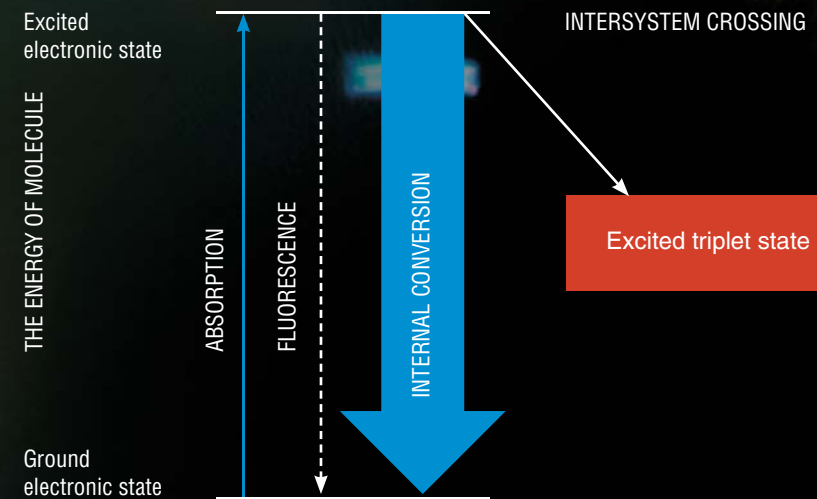 Excited
electronic state
INTERSYSTEM CROSSING
THE ENERGY OF MOLECULE
ABSORPTION
FLUORESCENCE
INTERNAL CONVERSION
Excited triplet state
Ground
electronic state